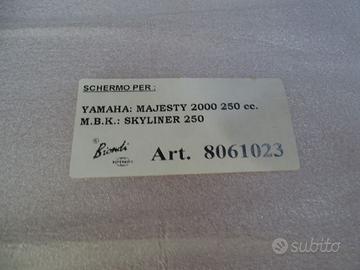 SCHERMO PER :
YAMAHA: MAJESTY 2000 250 cc.
M.B.K.: SKYLINER 250
Biondi
Art. 8061023
subito